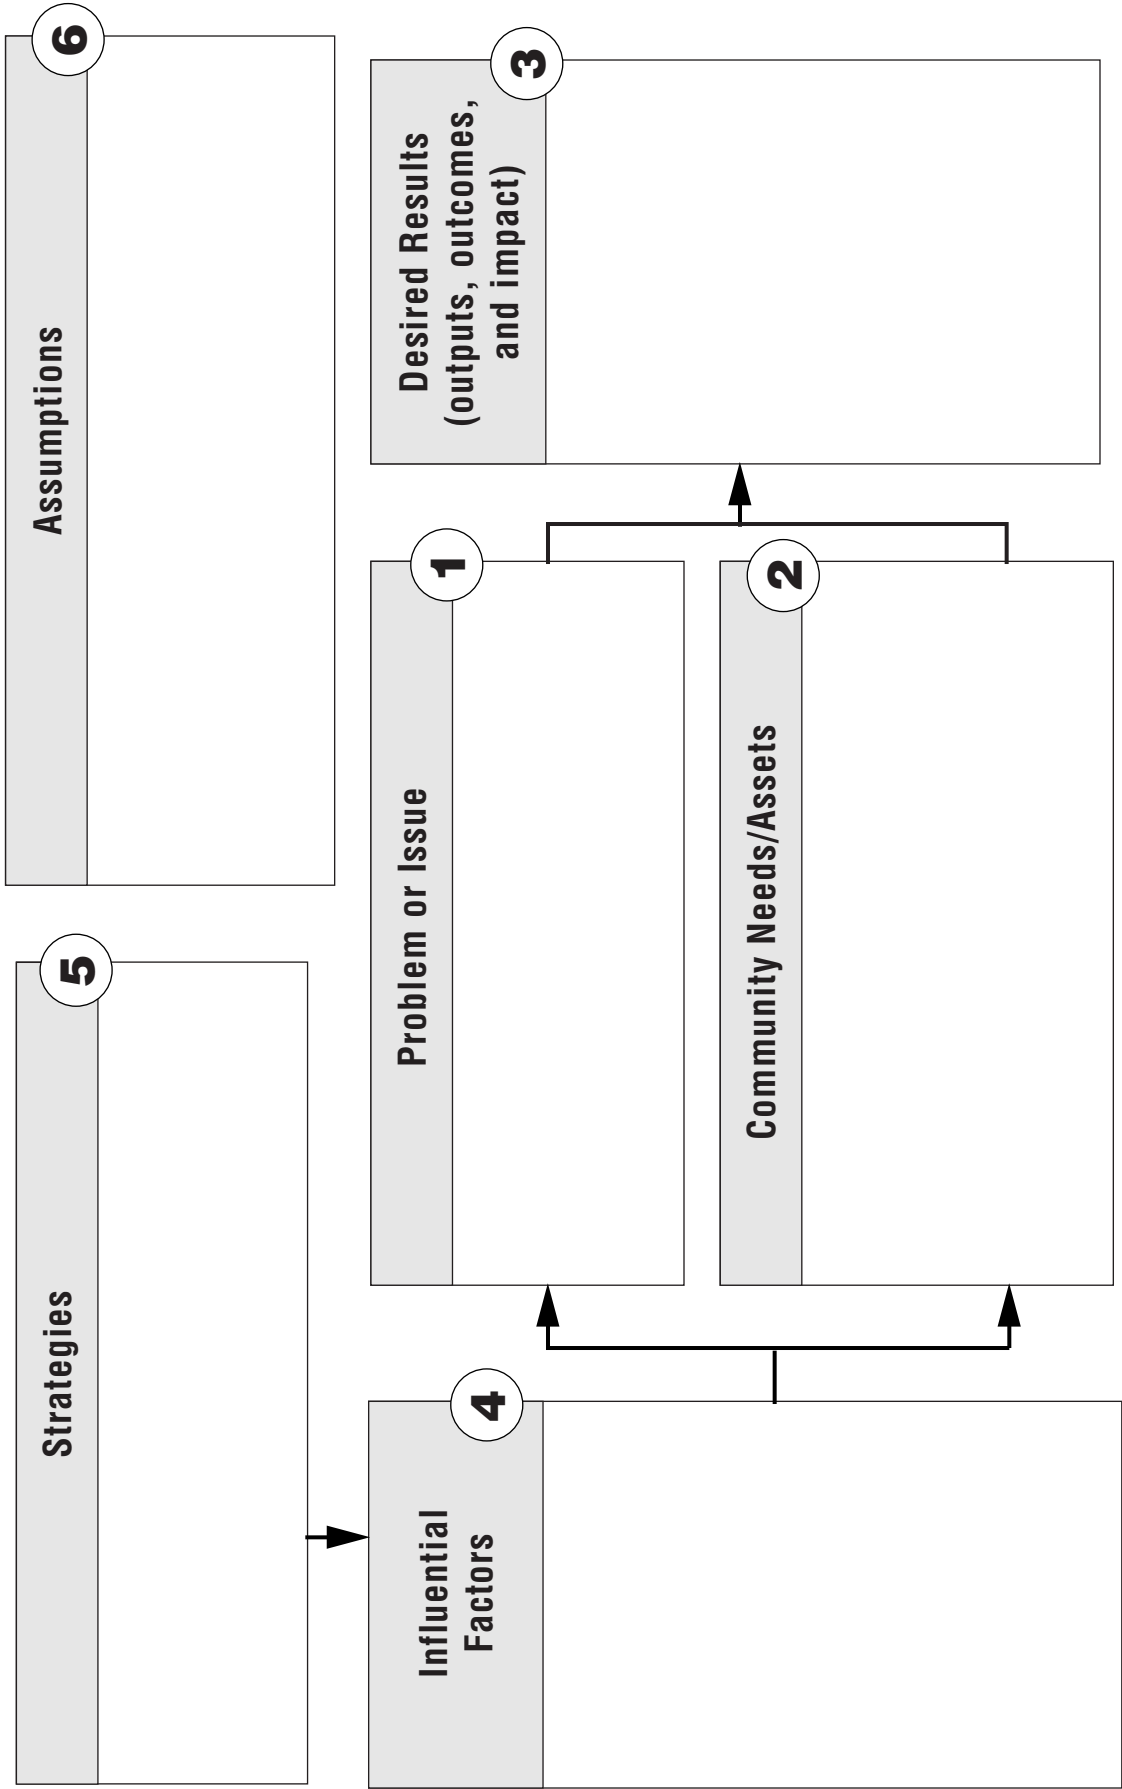 Strategies
5
Assumptions
6
Influential
Factors
4
Problem or Issue
1
Community Needs/Assets
2
Desired Results
(outputs, outcomes,
and impact)
3